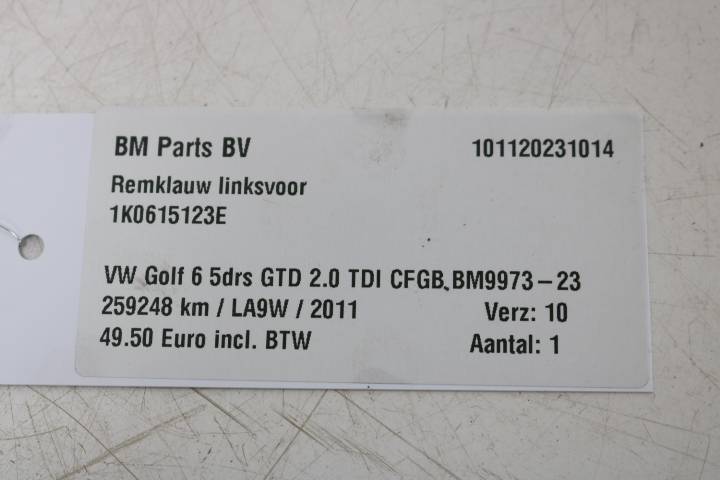 BM Parts BV 101120231014
Remklauw linksvoor
1K0615123E
VW Golf 6 5drs GTD 2.0 TDI CFGB BM9973-23
259248 km / LA9W / 2011 Verz: 10
49.50 Euro incl. BTW Aantal: 1